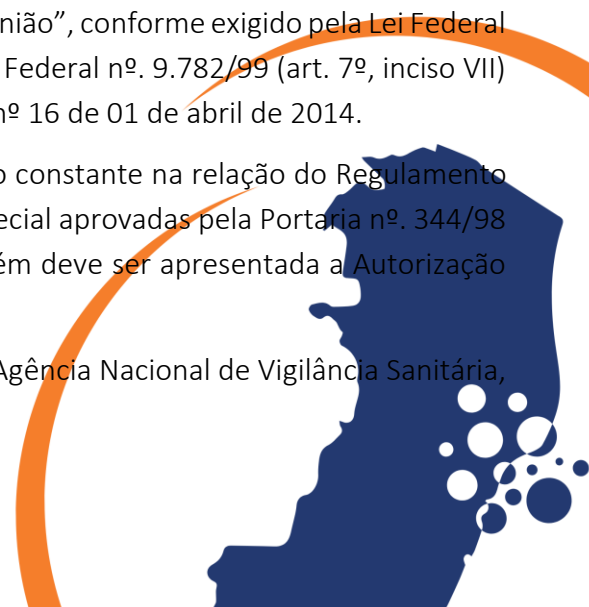 nião”, conforme exigido pela Lei Federal
Federal nº. 9.782/99 (art. 7º, inciso VII)
nº 16 de 01 de abril de 2014.
o constante na relação do Regulamento
ecial aprovadas pela Portaria nº. 344/98
ém deve ser apresentada a Autorização
Agência Nacional de Vigilância Sanitária,